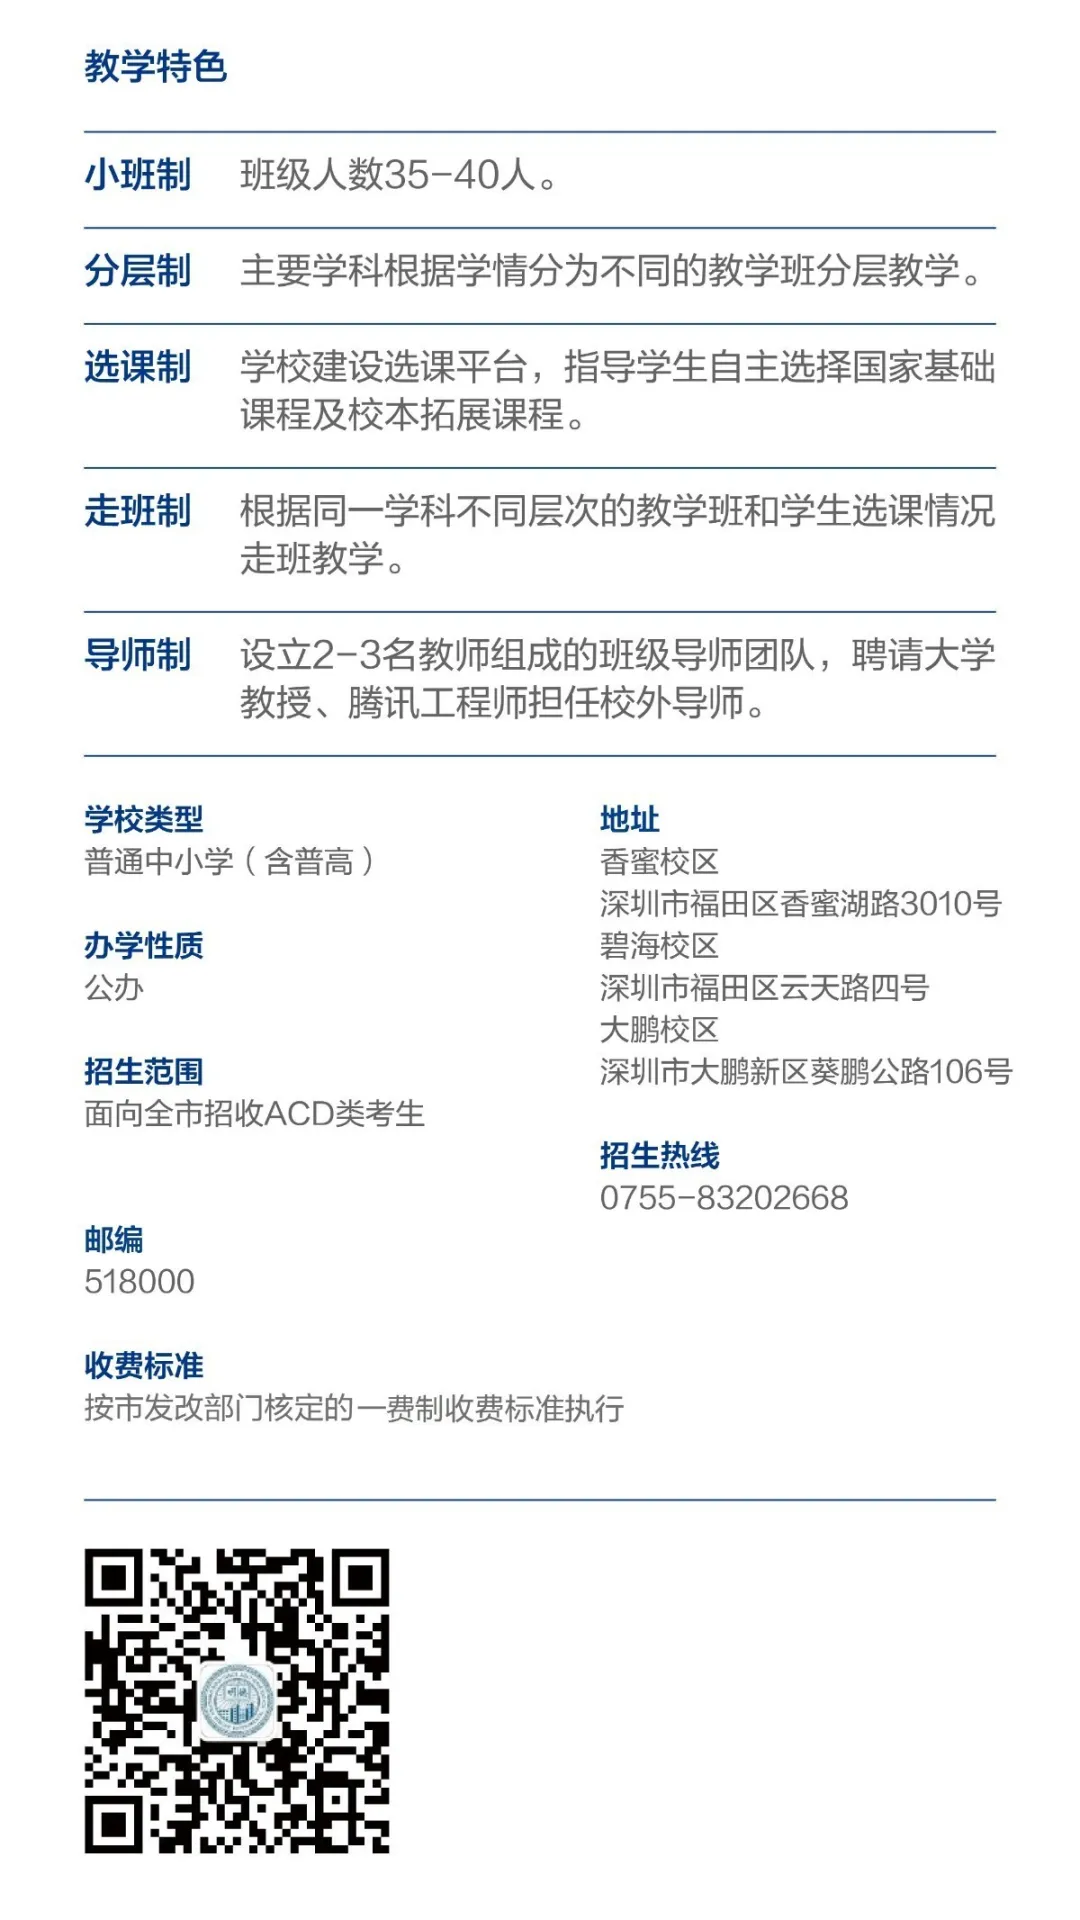 教学特色
小班制 班级人数35-40人。
分层制 主要学科根据学情分为不同的教学班分层教学。
选课制 学校建设选课平台，指导学生自主选择国家基础
课程及校本拓展课程。
走班制 根据同一学科不同层次的教学班和学生选课情况
走班教学。
导师制 设立2-3名教师组成的班级导师团队，聘请大学
教授、腾讯工程师担任校外导师。
学校类型
普通中小学（含普高）
办学性质
公办
招生范围
面向全市招收ACD类考生
邮编
518000
收费标准
按市发改部门核定的一费制收费标准执行
地址
香蜜校区
深圳市福田区香蜜湖路3010号
碧海校区
深圳市福田区云天路四号
大鹏校区
深圳市大鹏新区葵鹏公路106号
招生热线
0755-83202668